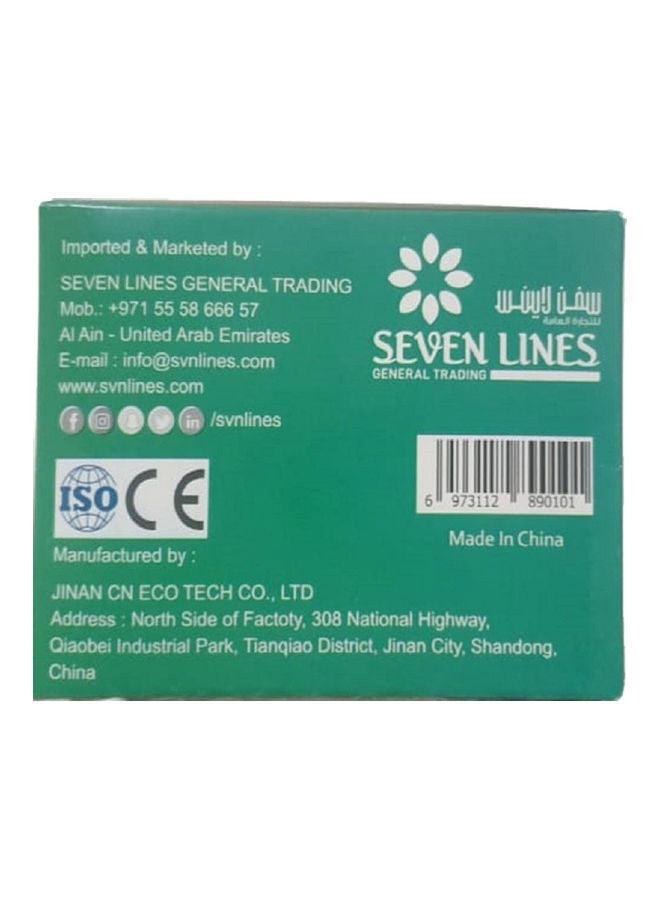 Imported & Marketed by :
SEVEN LINES GENERAL TRADING
Mob.: +971 55 58 666 57
Al Ain - United Arab Emirates
E-mail : info@svnlines.com
www.svnlines.com
/svnlines
سفن لاينس
للتجارة العامة
SEVEN LINES
GENERAL TRADING
6 973112 890101
Made In China
ISO CE
Manufactured by :
JINAN CN ECO TECH CO., LTD
Address : North Side of Factoty, 308 National Highway,
Qiaobei Industrial Park, Tianqiao District, Jinan City, Shandong,
China